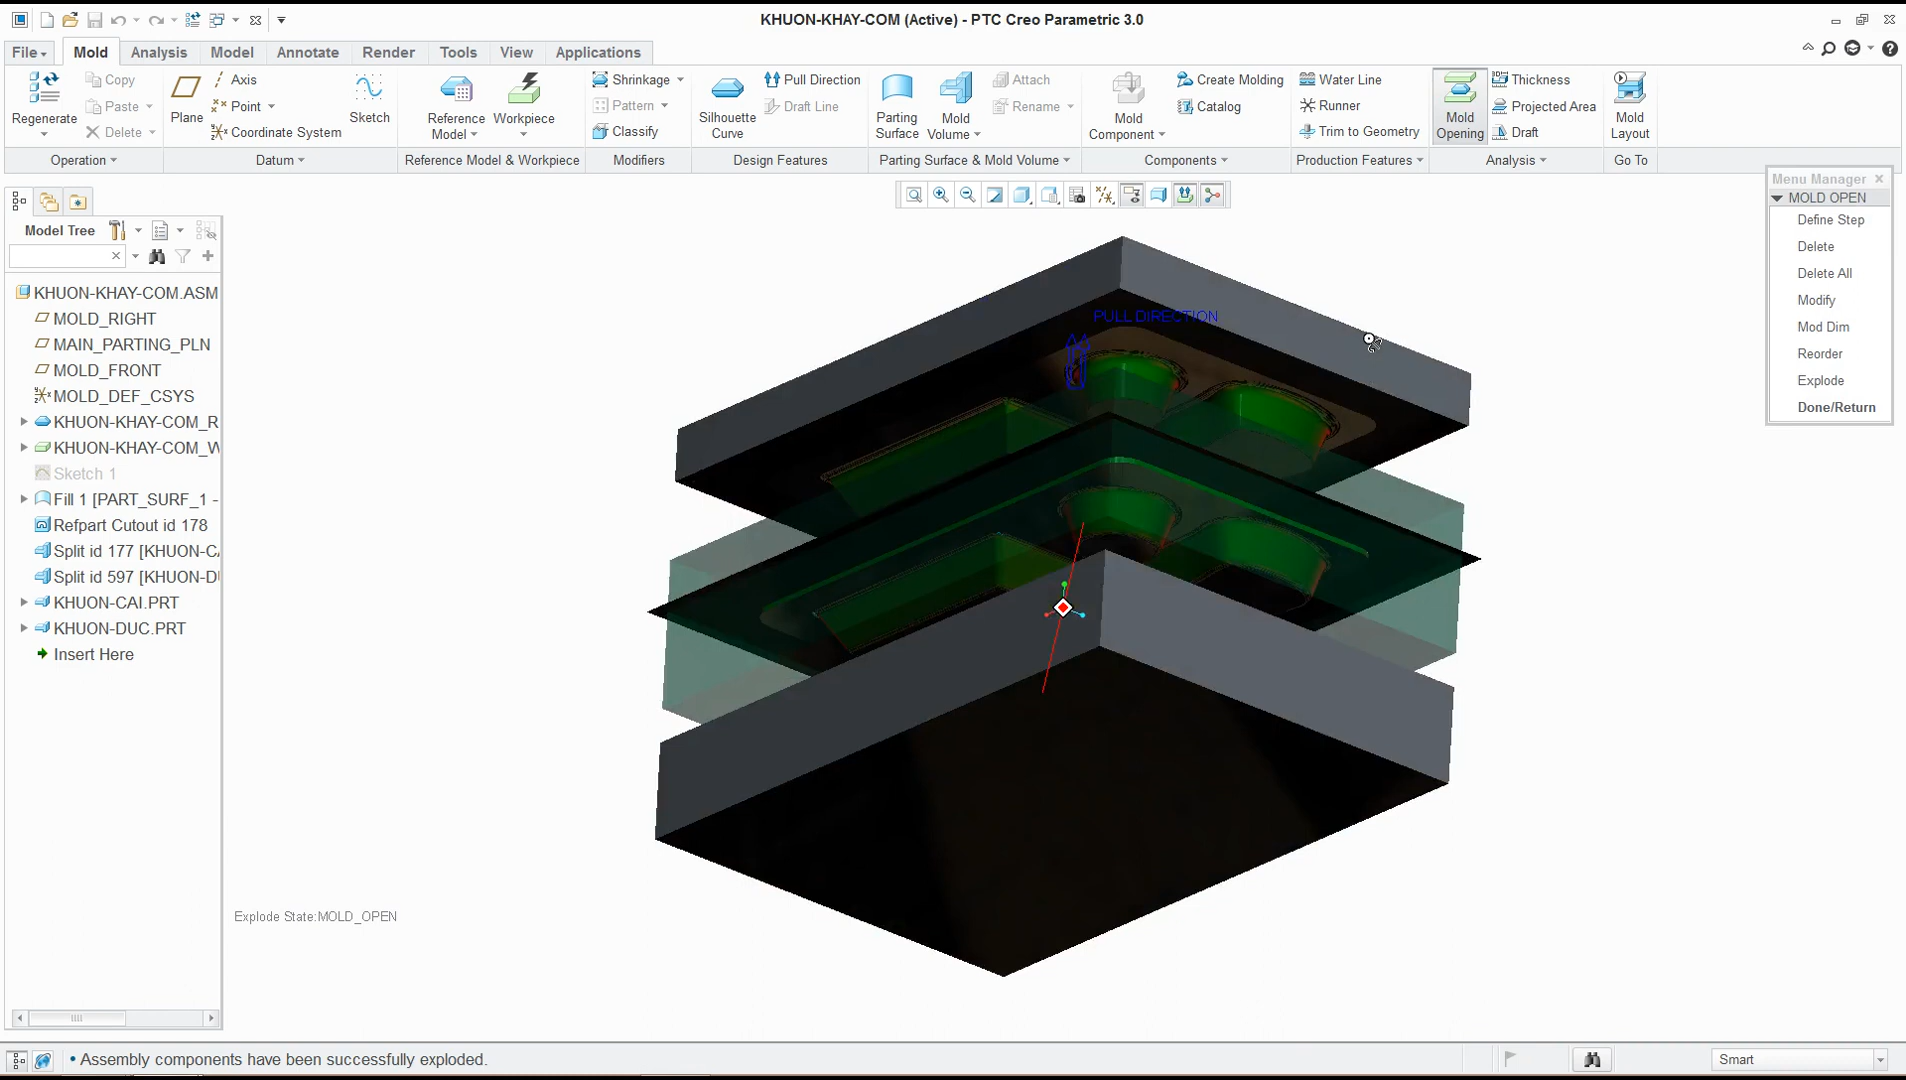 KHUON-KHAY-COM (Active) - PTC Creo Parametric 3.0
File Mold Analysis Model Annotate Render Tools View Applications
Regenerate
Copy
Paste
Delete
Plane
Axis
Point
Coordinate System
Sketch
Reference Model
Workpiece
Shrinkage
Pattern
Classify
Silhouette Curve
Pull Direction
Draft Line
Parting Surface
Mold Volume
Attach
Rename
Mold Component
Create Molding
Catalog
Water Line
Runner
Trim to Geometry
Mold Opening
Thickness
Projected Area
Draft
Mold Layout
Operation Datum Reference Model & Workpiece Modifiers Design Features Parting Surface & Mold Volume Components Production Features Analysis Go To
Model Tree
KHUON-KHAY-COM.ASM
MOLD_RIGHT
MAIN_PARTING_PLN
MOLD_FRONT
MOLD_DEF_CSYS
KHUON-KHAY-COM_R
KHUON-KHAY-COM_W
Sketch 1
Fill 1 [PART_SURF_1 -
Refpart Cutout id 178
Split id 177 [KHUON-CA
Split id 597 [KHUON-DU
KHUON-CAI.PRT
KHUON-DUC.PRT
Insert Here
PULL DIRECTION
Menu Manager
MOLD OPEN
Define Step
Delete
Delete All
Modify
Mod Dim
Reorder
Explode
Done/Return
Explode State:MOLD_OPEN
• Assembly components have been successfully exploded.
Smart